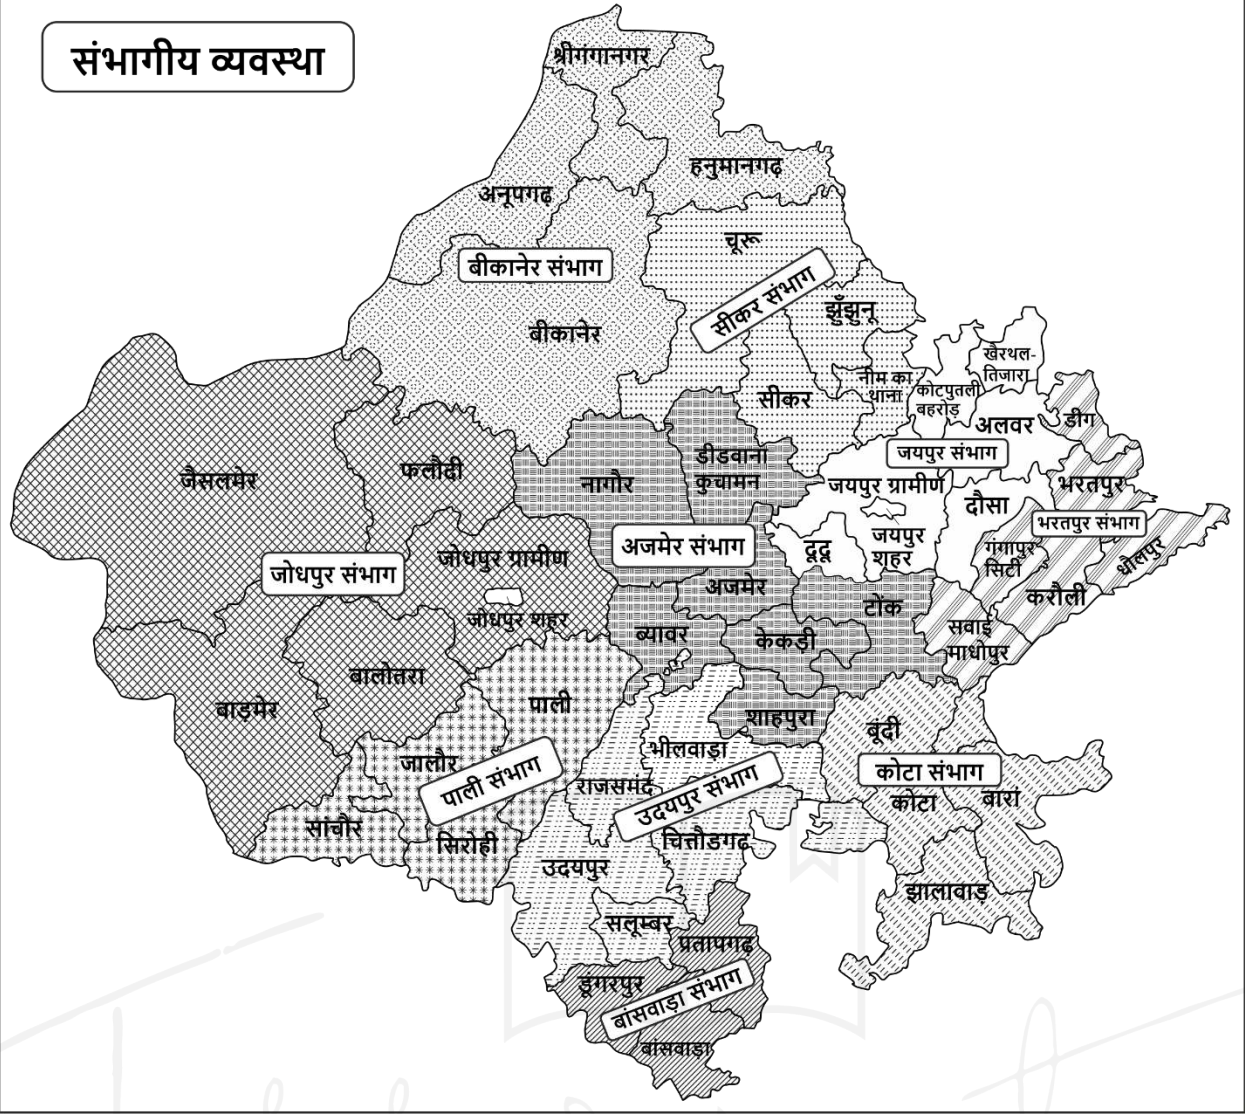 संभागीय व्यवस्था
श्रीगंगानगर
हनुमानगढ़
अनूपगढ़
चूरू
बीकानेर संभाग
सीकर संभाग
झुँझुनू
बीकानेर
खैरथल-
तिजारा
नीम का
थाना
कोटपुतली
बहरोड़
सीकर
डीग
अलवर
जयपुर संभाग
डीडवाना
कुचामन
फलौदी
जैसलमेर
नागौर
जयपुर ग्रामीण
भरतपुर
दौसा
भरतपुर संभाग
जयपुर
शहर
दूदू
अजमेर संभाग
गंगापुर
सिटी
धौलपुर
जोधपुर ग्रामीण
जोधपुर संभाग
अजमेर
करौली
टोंक
जोधपुर शहर
ब्यावर
केकड़ी
सवाई
माधोपुर
बालोतरा
पाली
बाड़मेर
शाहपुरा
बूंदी
भीलवाड़ा
जालौर
पाली संभाग
कोटा संभाग
राजसमंद
उदयपुर संभाग
कोटा
बारां
सांचौर
सिरोही
चित्तौडगढ़
उदयपुर
झालावाड़
सलूम्बर
प्रतापगढ़
डूंगरपुर
बांसवाड़ा संभाग
बांसवाड़ा